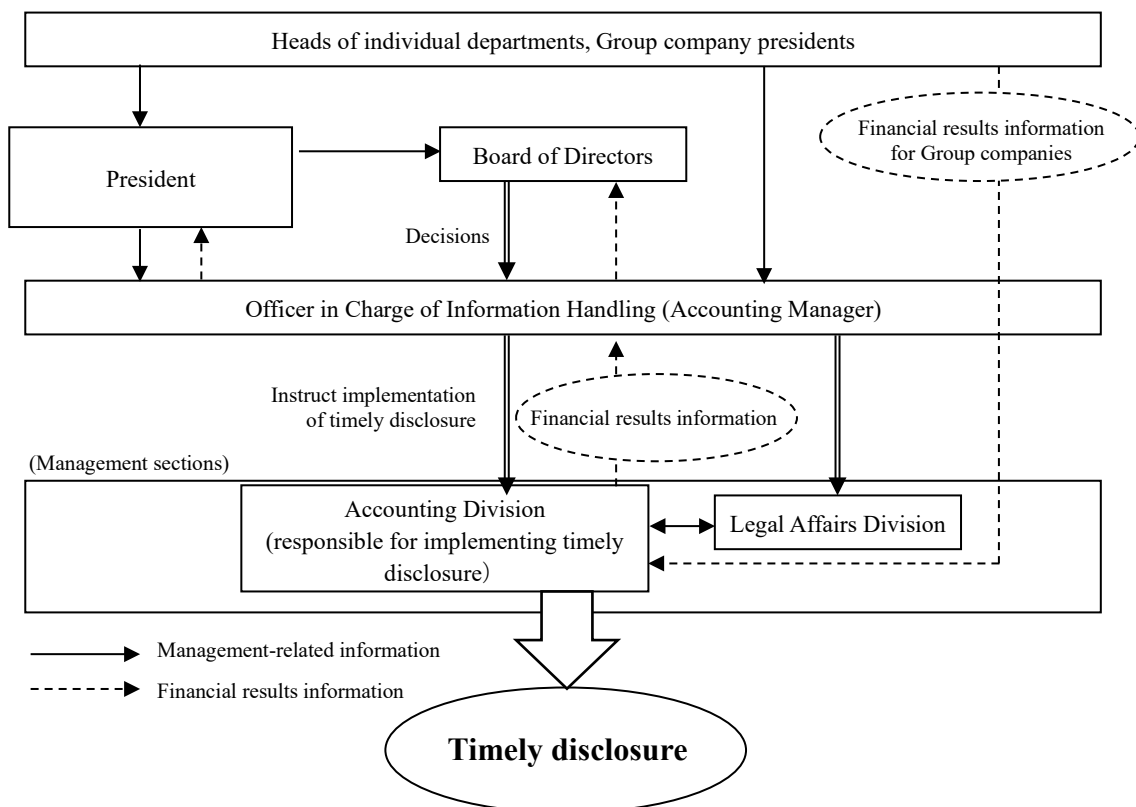 Heads of individual departments, Group company presidents
Financial results information
for Group companies
President
Board of Directors
Decisions
Officer in Charge of Information Handling (Accounting Manager)
Instruct implementation
of timely disclosure
Financial results information
(Management sections)
Accounting Division
(responsible for implementing timely
disclosure）
Legal Affairs Division
Management-related information
Financial results information
Timely disclosure